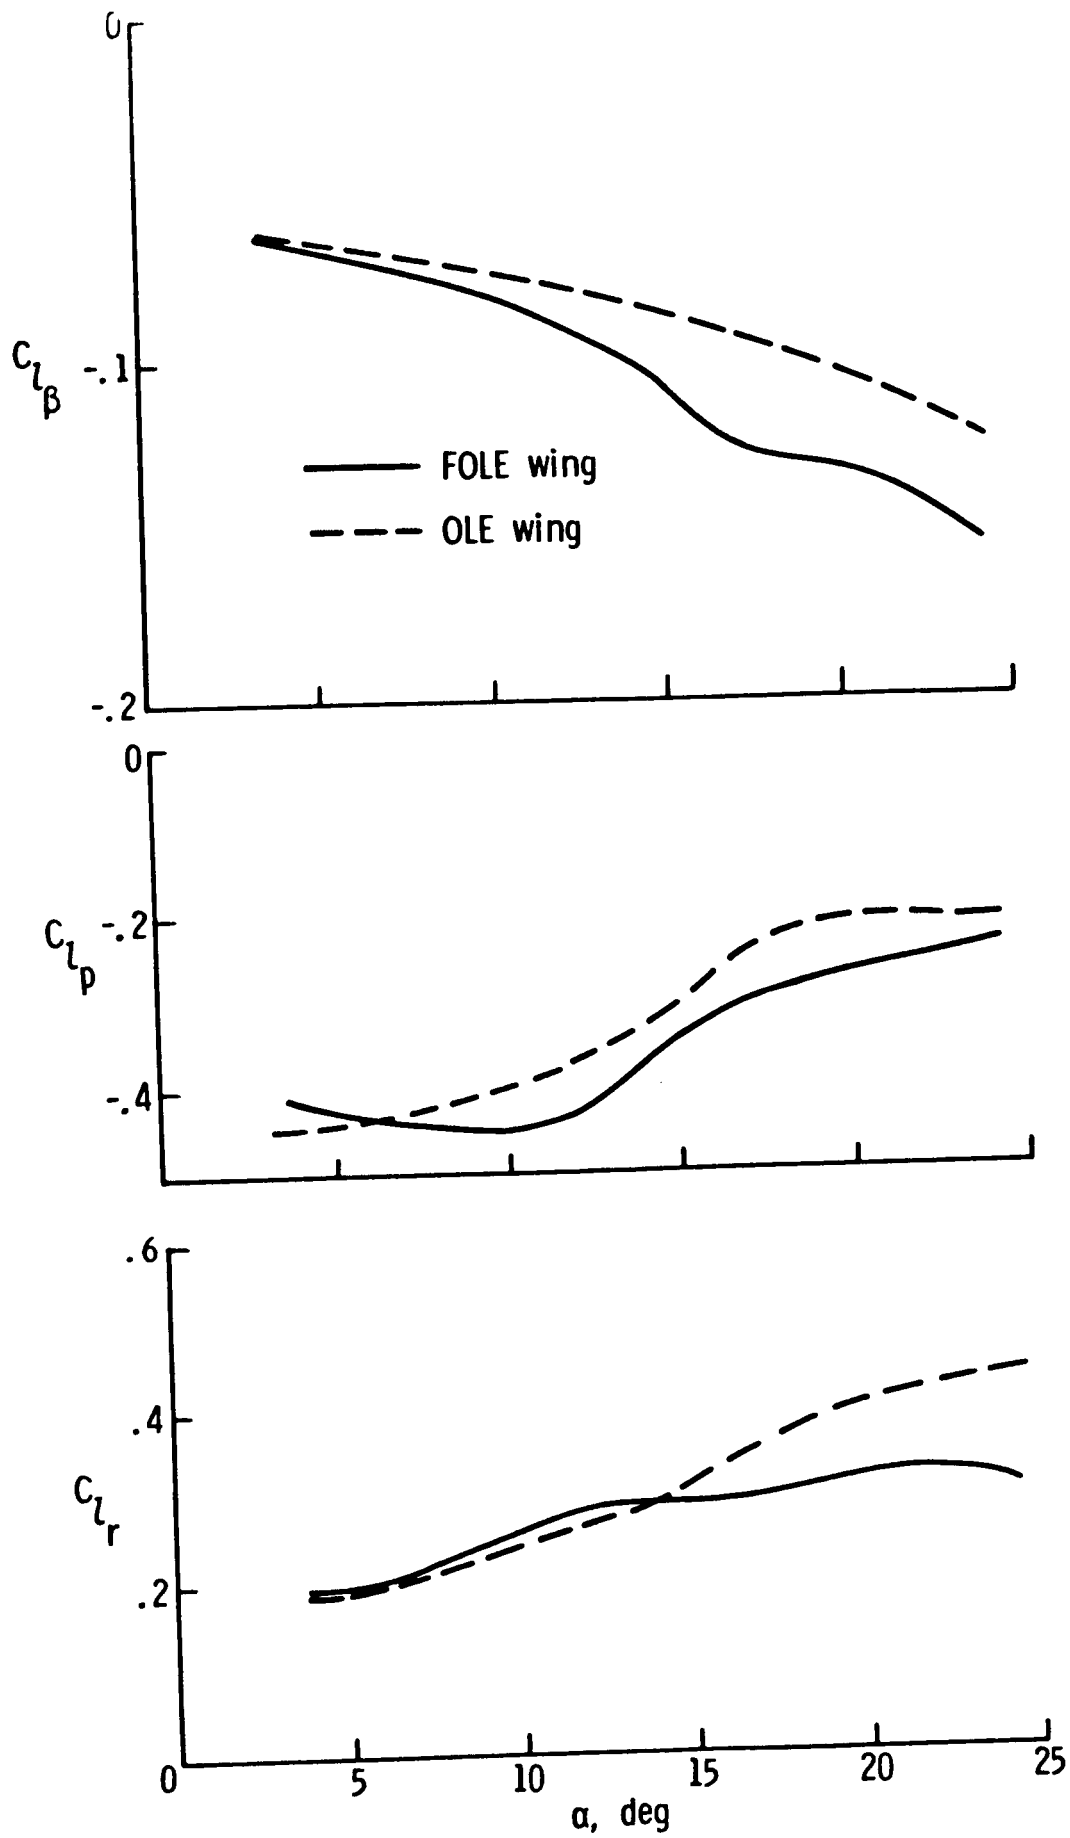 0
C_{l_β}
-.1
FOLE wing
OLE wing
-.2
0
-.2
C_{l_p}
-.4
.6
.4
C_{l_r}
.2
0 5 10 15 20 25
α, deg